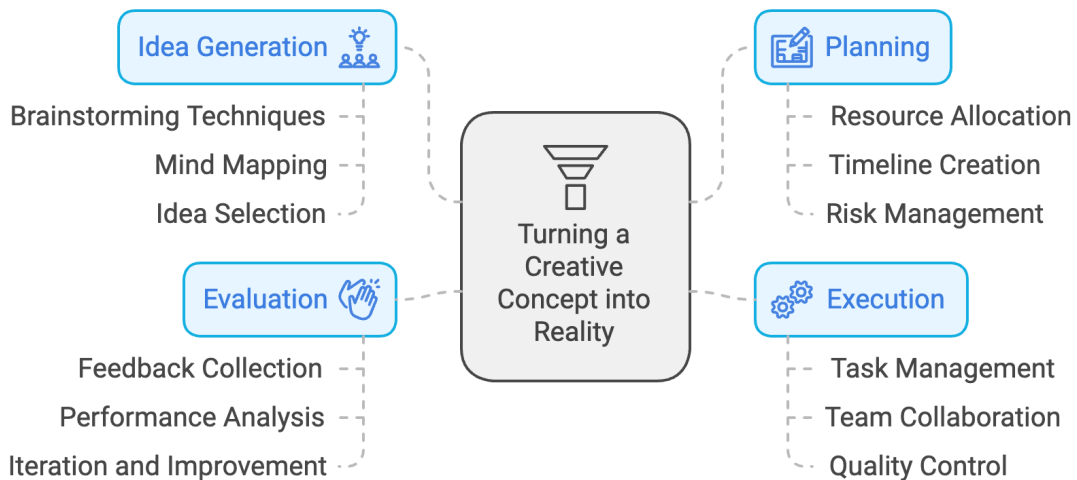 Idea Generation
Brainstorming Techniques
Mind Mapping
Idea Selection
Planning
Resource Allocation
Timeline Creation
Risk Management
Turning a
Creative
Concept into
Reality
Evaluation
Feedback Collection
Performance Analysis
Iteration and Improvement
Execution
Task Management
Team Collaboration
Quality Control